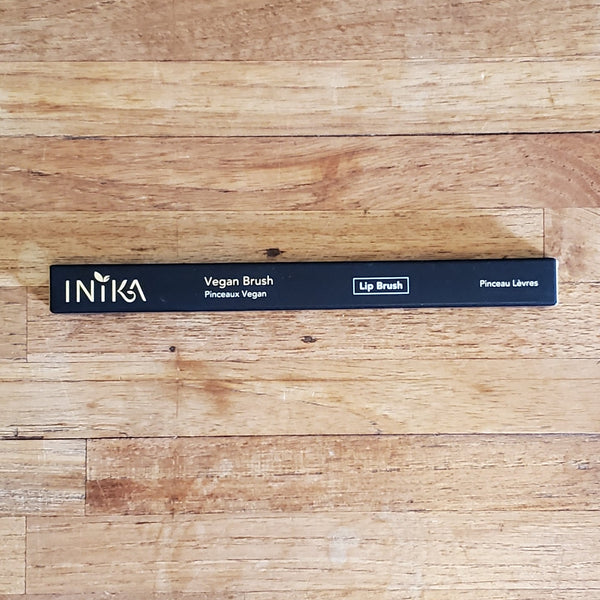 INIKA
Vegan Brush
Pinceaux Vegan
Lip Brush
Pinceau Lèvres